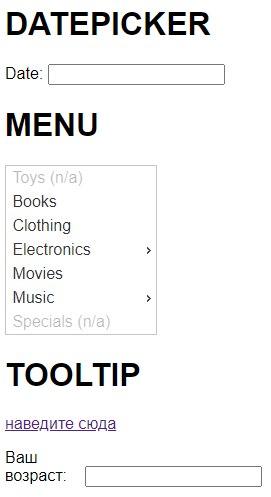 DATEPICKER
Date:
MENU
Toys (n/a)
Books
Clothing
Electronics
Movies
Music
Specials (n/a)
TOOLTIP
наведите сюда
Ваш
возраст: